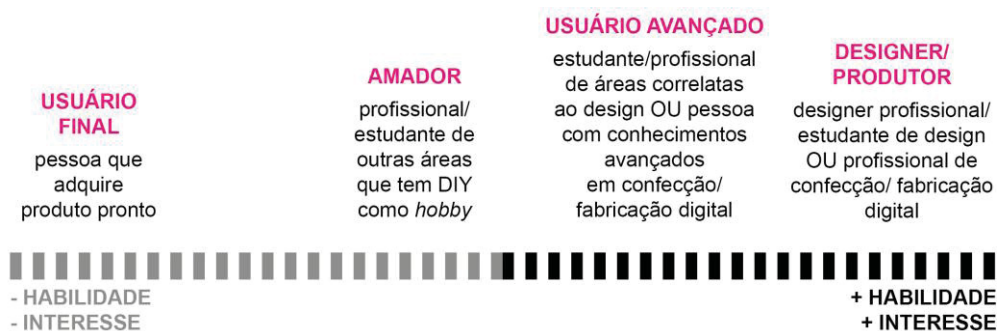 USUÁRIO
FINAL
pessoa que
adquire
produto pronto
AMADOR
profissional/
estudante de
outras áreas
que tem DIY
como hobby
USUÁRIO AVANÇADO
estudante/profissional
de áreas correlatas
ao design OU pessoa
com conhecimentos
avançados
em confecção/
fabricação digital
DESIGNER/
PRODUTOR
designer profissional/
estudante de design
OU profissional de
confecção/ fabricação
digital
- HABILIDADE
- INTERESSE
+ HABILIDADE
+ INTERESSE